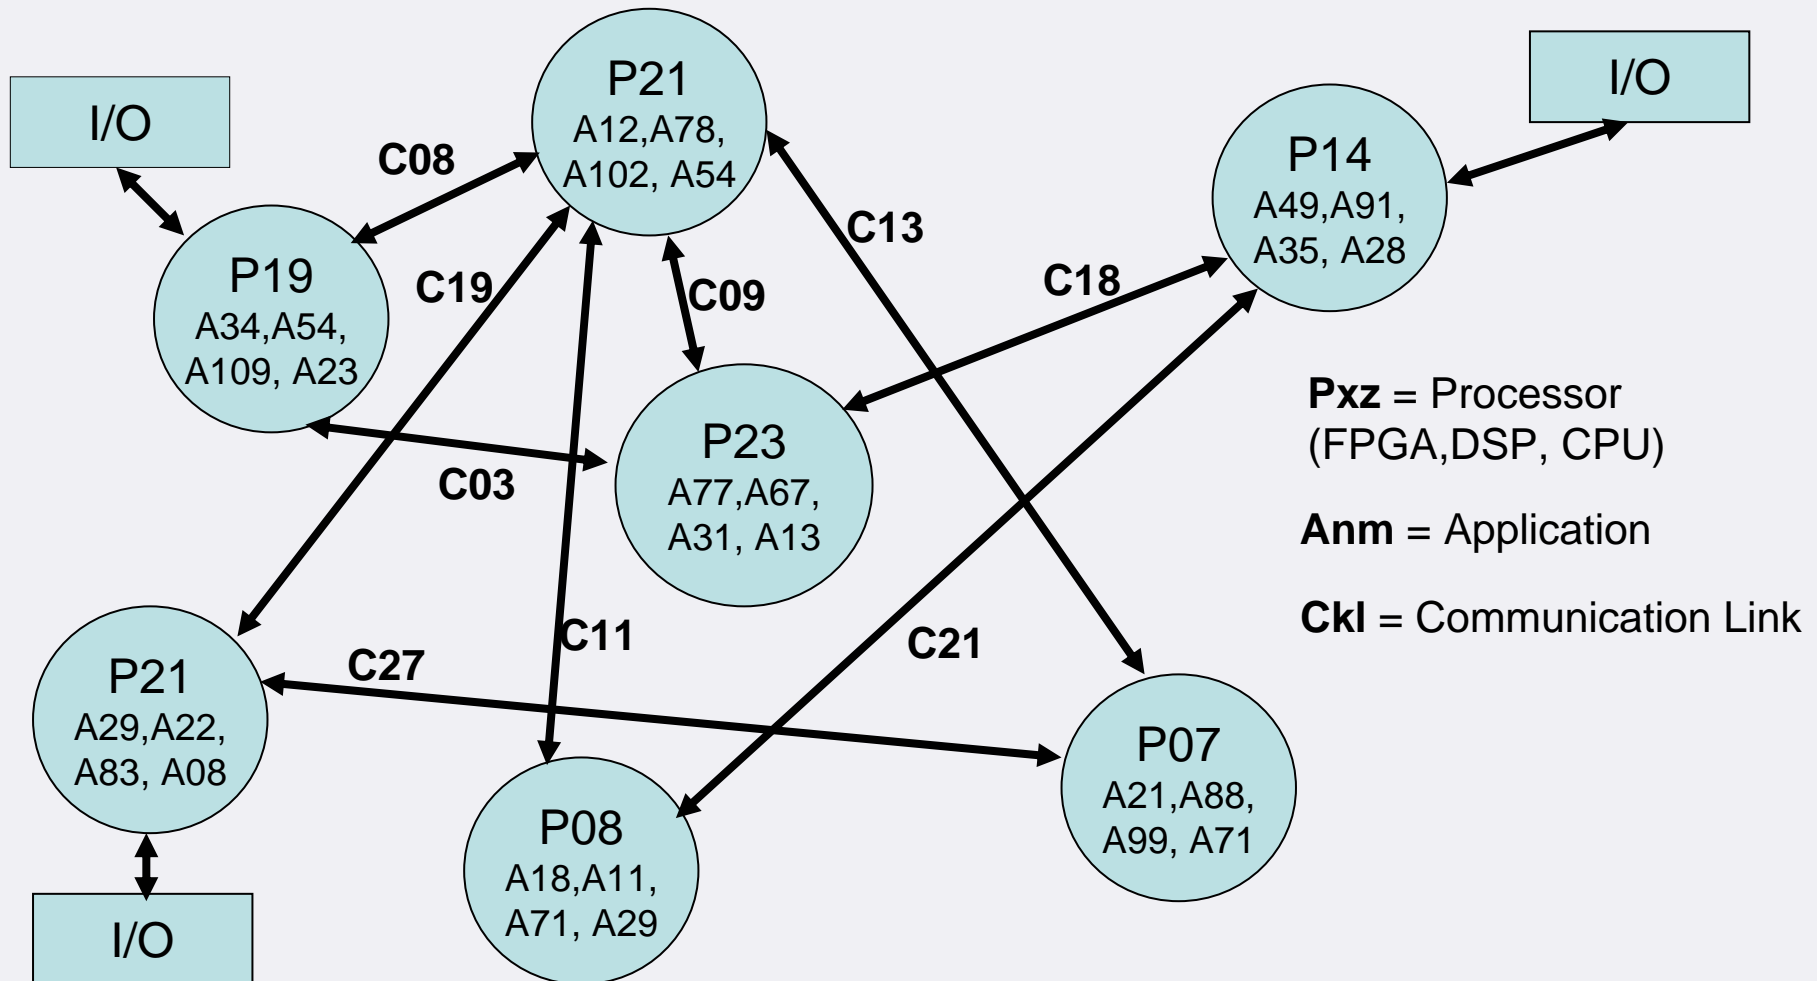 I/O
P21
A12,A78,
A102, A54
I/O
P14
A49,A91,
A35, A28
C08
C13
C19
C09
C18
P19
A34,A54,
A109, A23
Pxz = Processor
(FPGA,DSP, CPU)
P23
A77,A67,
A31, A13
C03
Anm = Application
Ckl = Communication Link
C11
C21
C27
P21
A29,A22,
A83, A08
P07
A21,A88,
A99, A71
P08
A18,A11,
A71, A29
I/O